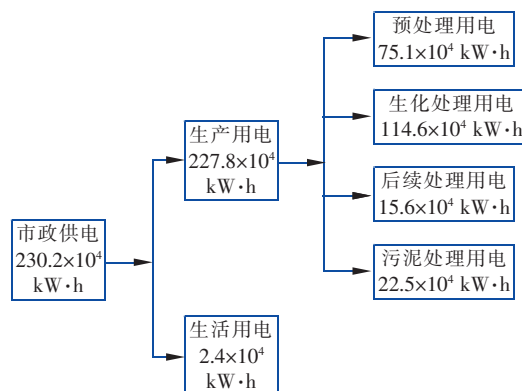 市政供电
230.2×10⁴
kW·h
生产用电
227.8×10⁴
kW·h
生活用电
2.4×10⁴
kW·h
预处理用电
75.1×10⁴ kW·h
生化处理用电
114.6×10⁴ kW·h
后续处理用电
15.6×10⁴ kW·h
污泥处理用电
22.5×10⁴ kW·h